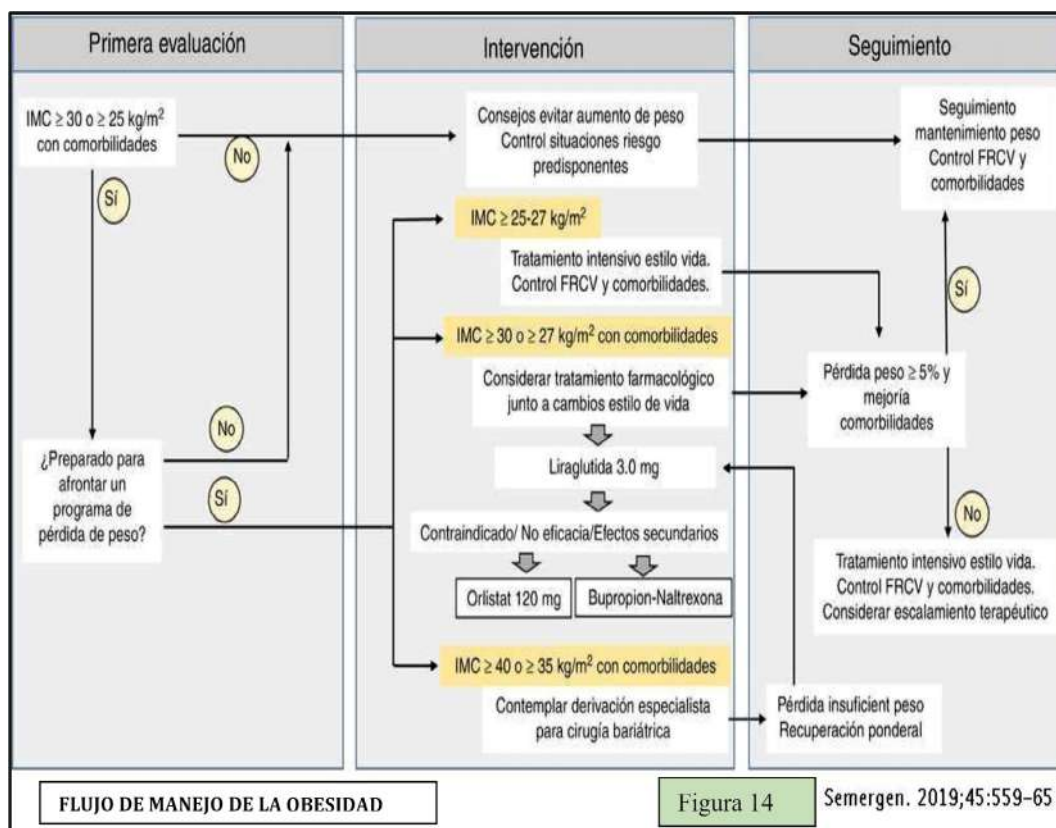 Primera evaluación
IMC ≥ 30 o ≥ 25 kg/m²
con comorbilidades
No
Sí
¿Preparado para
afrontar un
programa de
pérdida de peso?
No
Sí
Intervención
Consejos evitar aumento de peso
Control situaciones riesgo
predisponentes
IMC ≥ 25-27 kg/m²
Tratamiento intensivo estilo vida.
Control FRCV y comorbilidades.
IMC ≥ 30 o ≥ 27 kg/m² con comorbilidades
Considerar tratamiento farmacológico
junto a cambios estilo de vida
Liraglutida 3.0 mg
Contraindicado/ No eficacia/Efectos secundarios
Orlistat 120 mg
Bupropion-Naltrexona
IMC ≥ 40 o ≥ 35 kg/m² con comorbilidades
Contemplar derivación especialista
para cirugía bariátrica
Seguimiento
Seguimiento
mantenimiento peso
Control FRCV y
comorbilidades
Sí
Pérdida peso ≥ 5% y
mejoría
comorbilidades
No
Tratamiento intensivo estilo vida.
Control FRCV y comorbilidades.
Considerar escalamiento terapéutico
Pérdida insuficient peso
Recuperación ponderal
FLUJO DE MANEJO DE LA OBESIDAD
Figura 14
Semergen. 2019;45:559–65